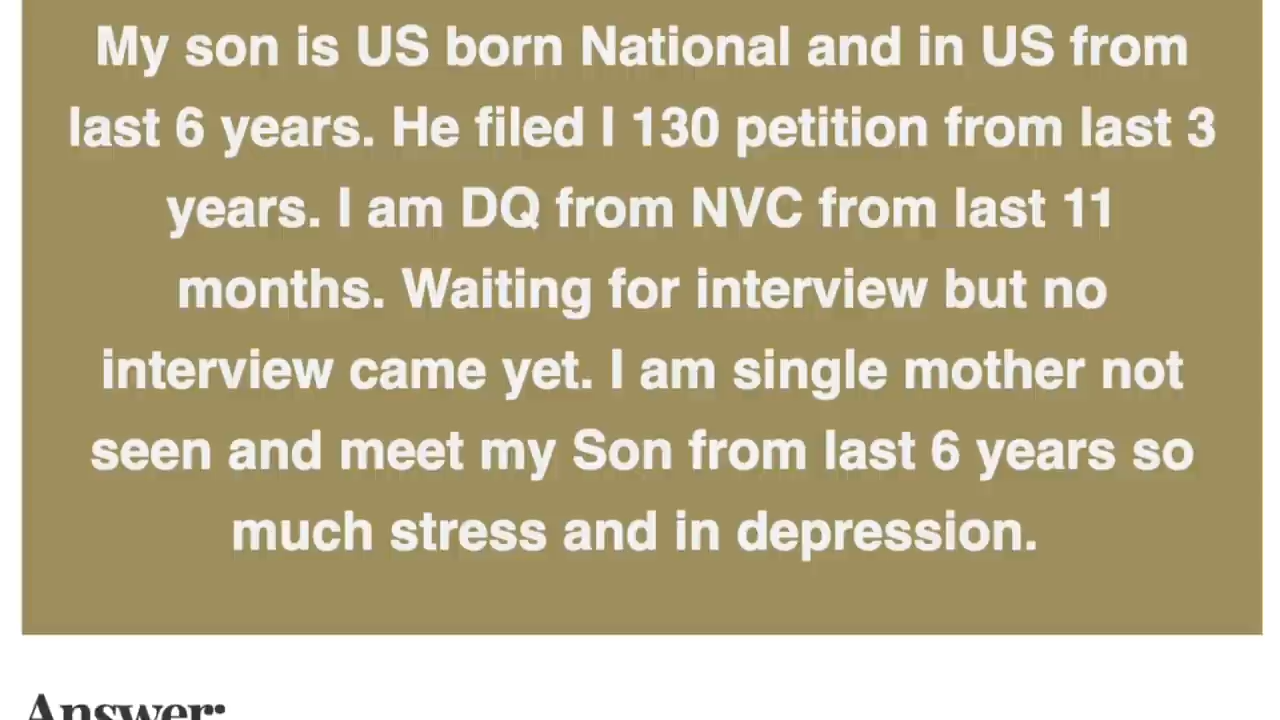 My son is US born National and in US from
last 6 years. He filed I 130 petition from last 3
years. I am DQ from NVC from last 11
months. Waiting for interview but no
interview came yet. I am single mother not
seen and meet my Son from last 6 years so
much stress and in depression.
Answer: